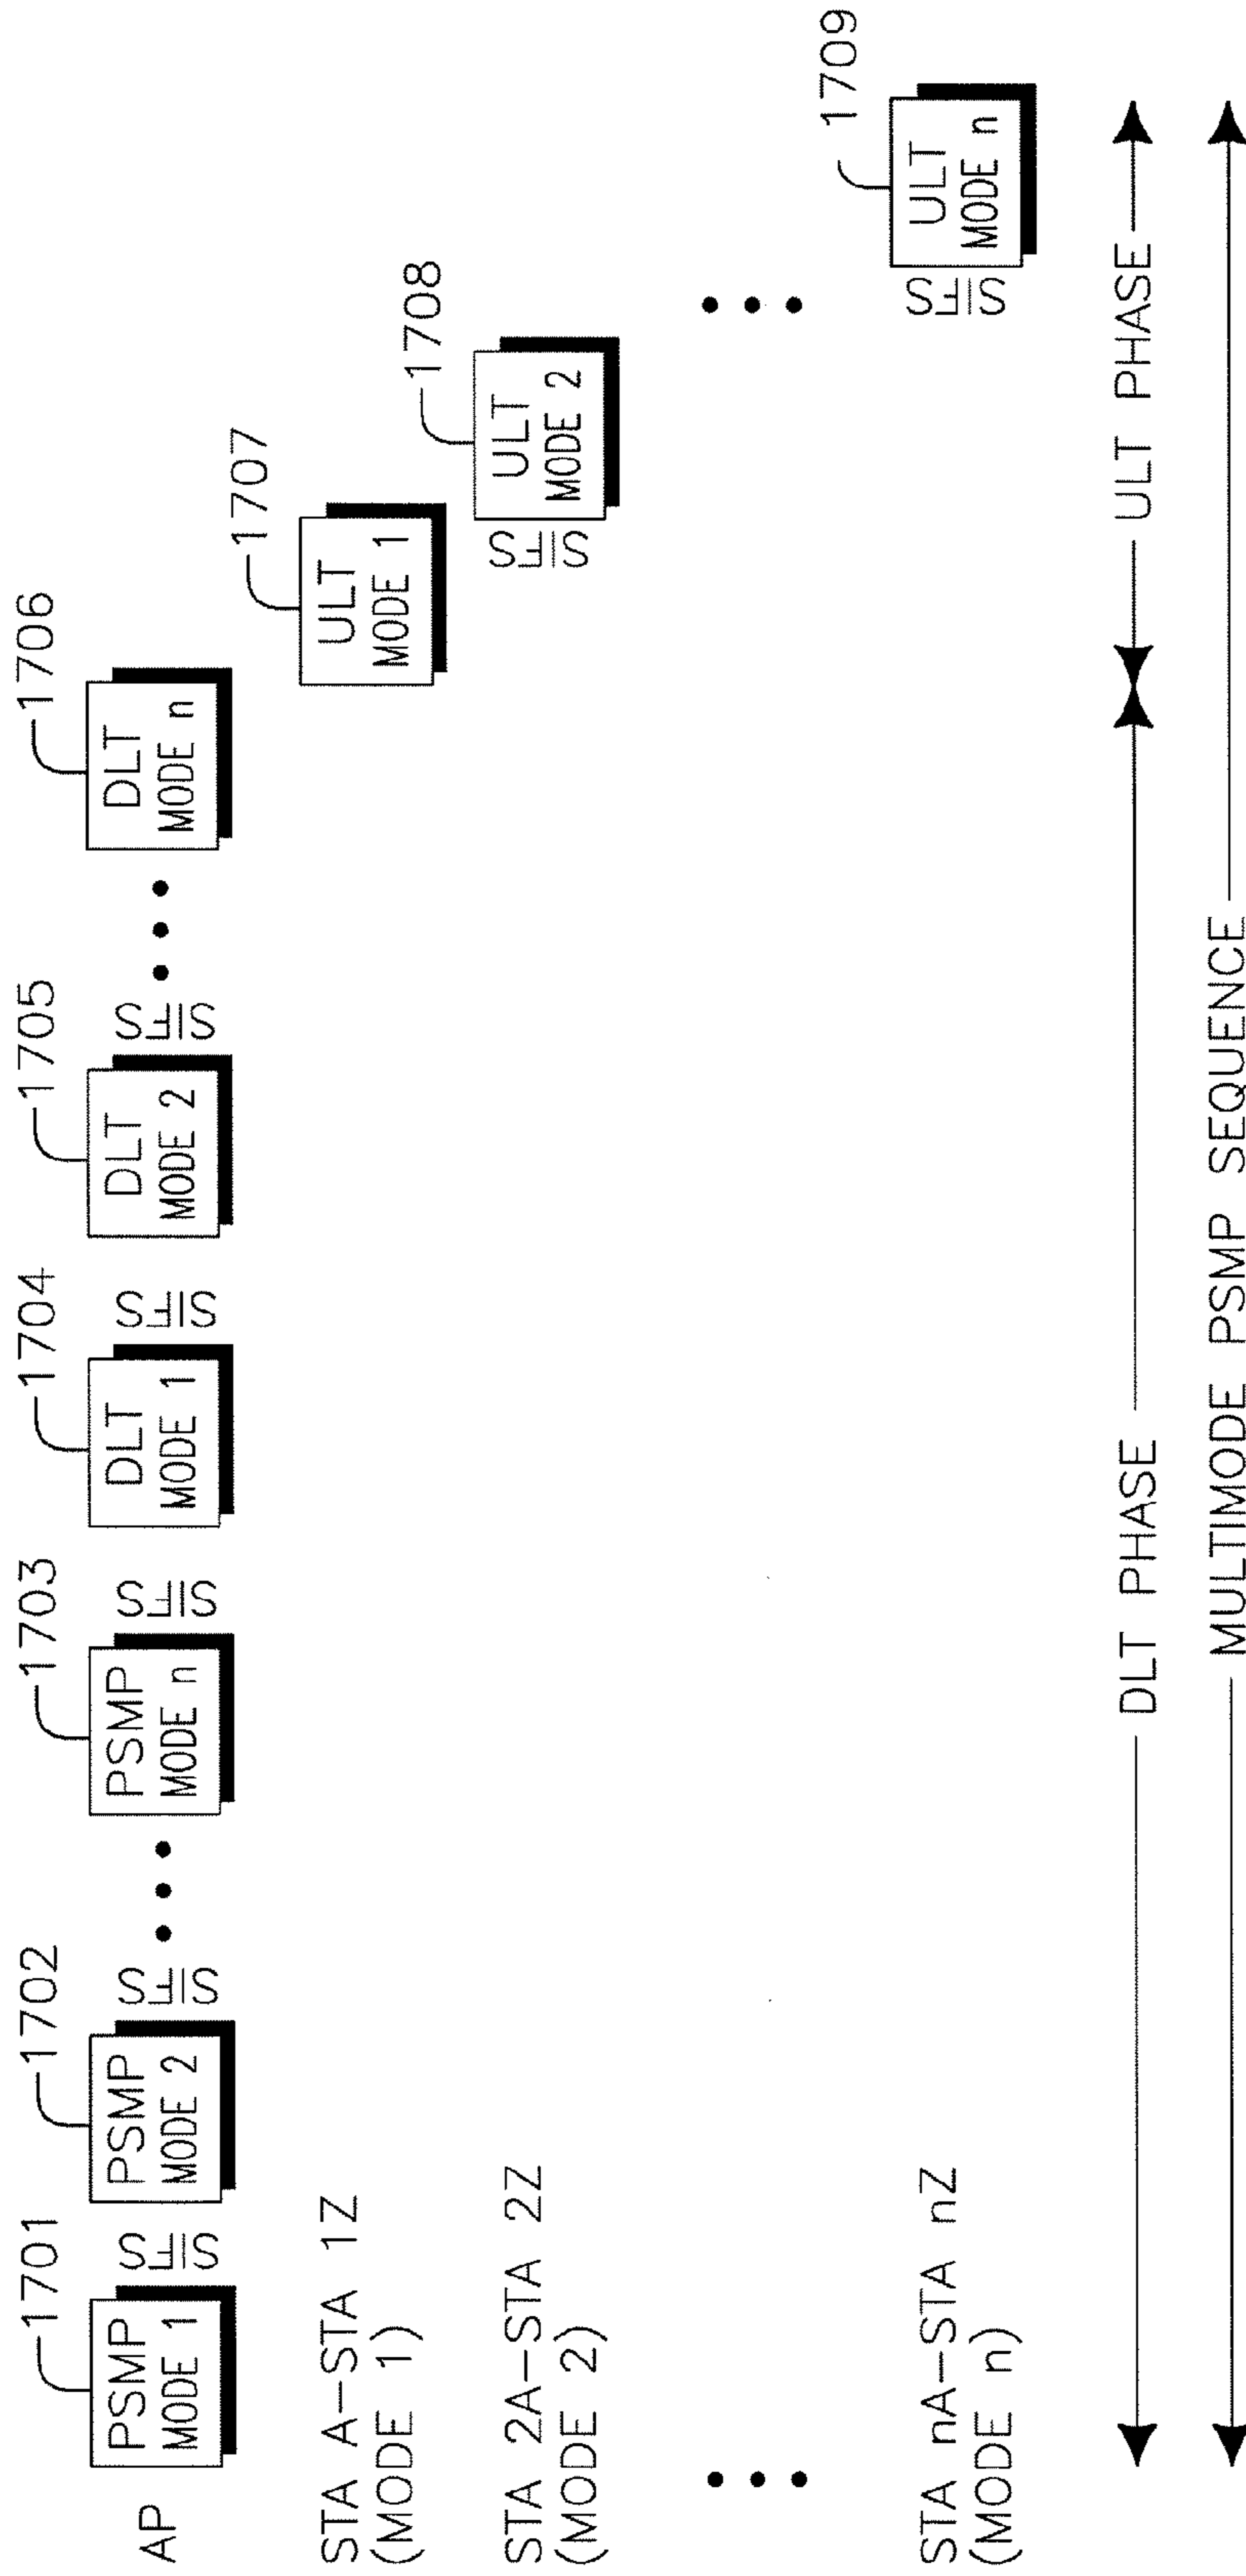 1701
1702
1703
1704
1705
1706
AP
PSMP
MODE 1
SIFS
PSMP
MODE 2
SIFS
PSMP
MODE n
SIFS
DLT
MODE 1
SIFS
DLT
MODE 2
SIFS
DLT
MODE n
1707
STA A-STA 1Z
(MODE 1)
ULT
MODE 1
1708
STA 2A-STA 2Z
(MODE 2)
SIFS
ULT
MODE 2
1709
STA nA-STA nZ
(MODE n)
SIFS
ULT
MODE n
DLT PHASE
ULT PHASE
MULTIMODE PSMP SEQUENCE